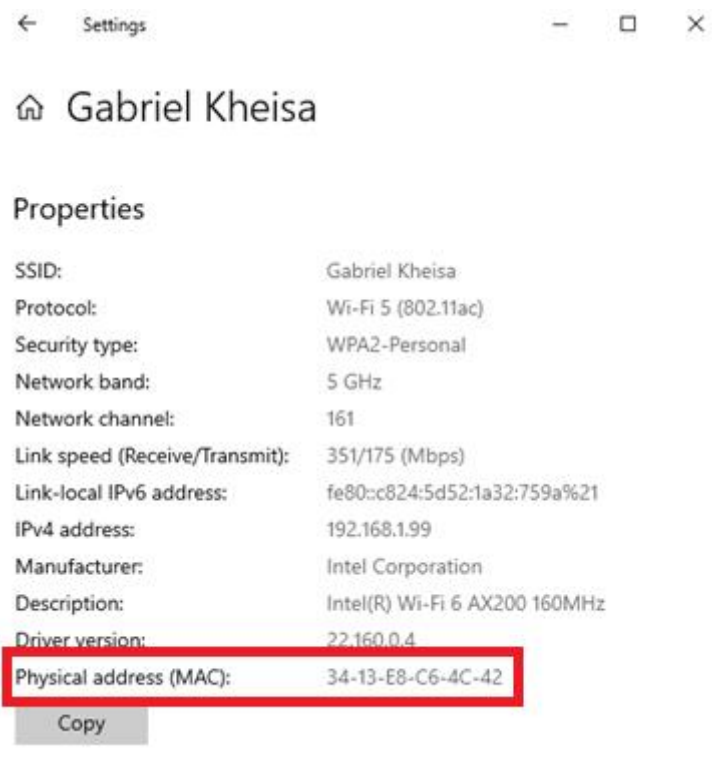 Settings
Gabriel Kheisa
Properties
SSID: Gabriel Kheisa
Protocol: Wi-Fi 5 (802.11ac)
Security type: WPA2-Personal
Network band: 5 GHz
Network channel: 161
Link speed (Receive/Transmit): 351/175 (Mbps)
Link-local IPv6 address: fe80::c824:5d52:1a32:759a%21
IPv4 address: 192.168.1.99
Manufacturer: Intel Corporation
Description: Intel(R) Wi-Fi 6 AX200 160MHz
Driver version: 22.160.0.4
Physical address (MAC): 34-13-E8-C6-4C-42
Copy